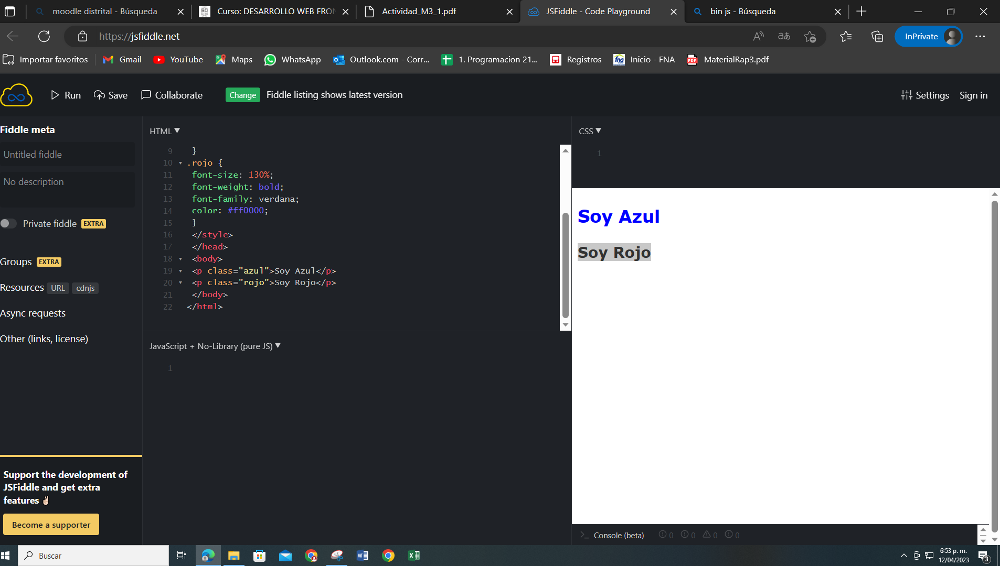 moodle distrital - Búsqueda
Curso: DESARROLLO WEB FRON
Actividad_M3_1.pdf
JSFiddle - Code Playground
bin js - Búsqueda
https://jsfiddle.net
InPrivate
Importar favoritos
Gmail
YouTube
Maps
WhatsApp
Outlook.com - Corr...
1. Programacion 21...
Registros
Inicio - FNA
MaterialRap3.pdf
Run
Save
Collaborate
Change
Fiddle listing shows latest version
Settings
Sign in
Fiddle meta
Untitled fiddle
No description
Private fiddle EXTRA
Groups EXTRA
Resources URL cdnjs
Async requests
Other (links, license)
Support the development of
JSFiddle and get extra
features ✌🏻
Become a supporter
HTML
9 }
10 .rojo {
11 font-size: 130%;
12 font-weight: bold;
13 font-family: verdana;
14 color: #ff0000;
15 }
16 </style>
17 </head>
18 <body>
19 <p class="azul">Soy Azul</p>
20 <p class="rojo">Soy Rojo</p>
21 </body>
22 </html>
JavaScript + No-Library (pure JS)
1
CSS
1
Soy Azul
Soy Rojo
Console (beta)
0
0
0
0
Buscar
6:53 p. m.
12/04/2023
3